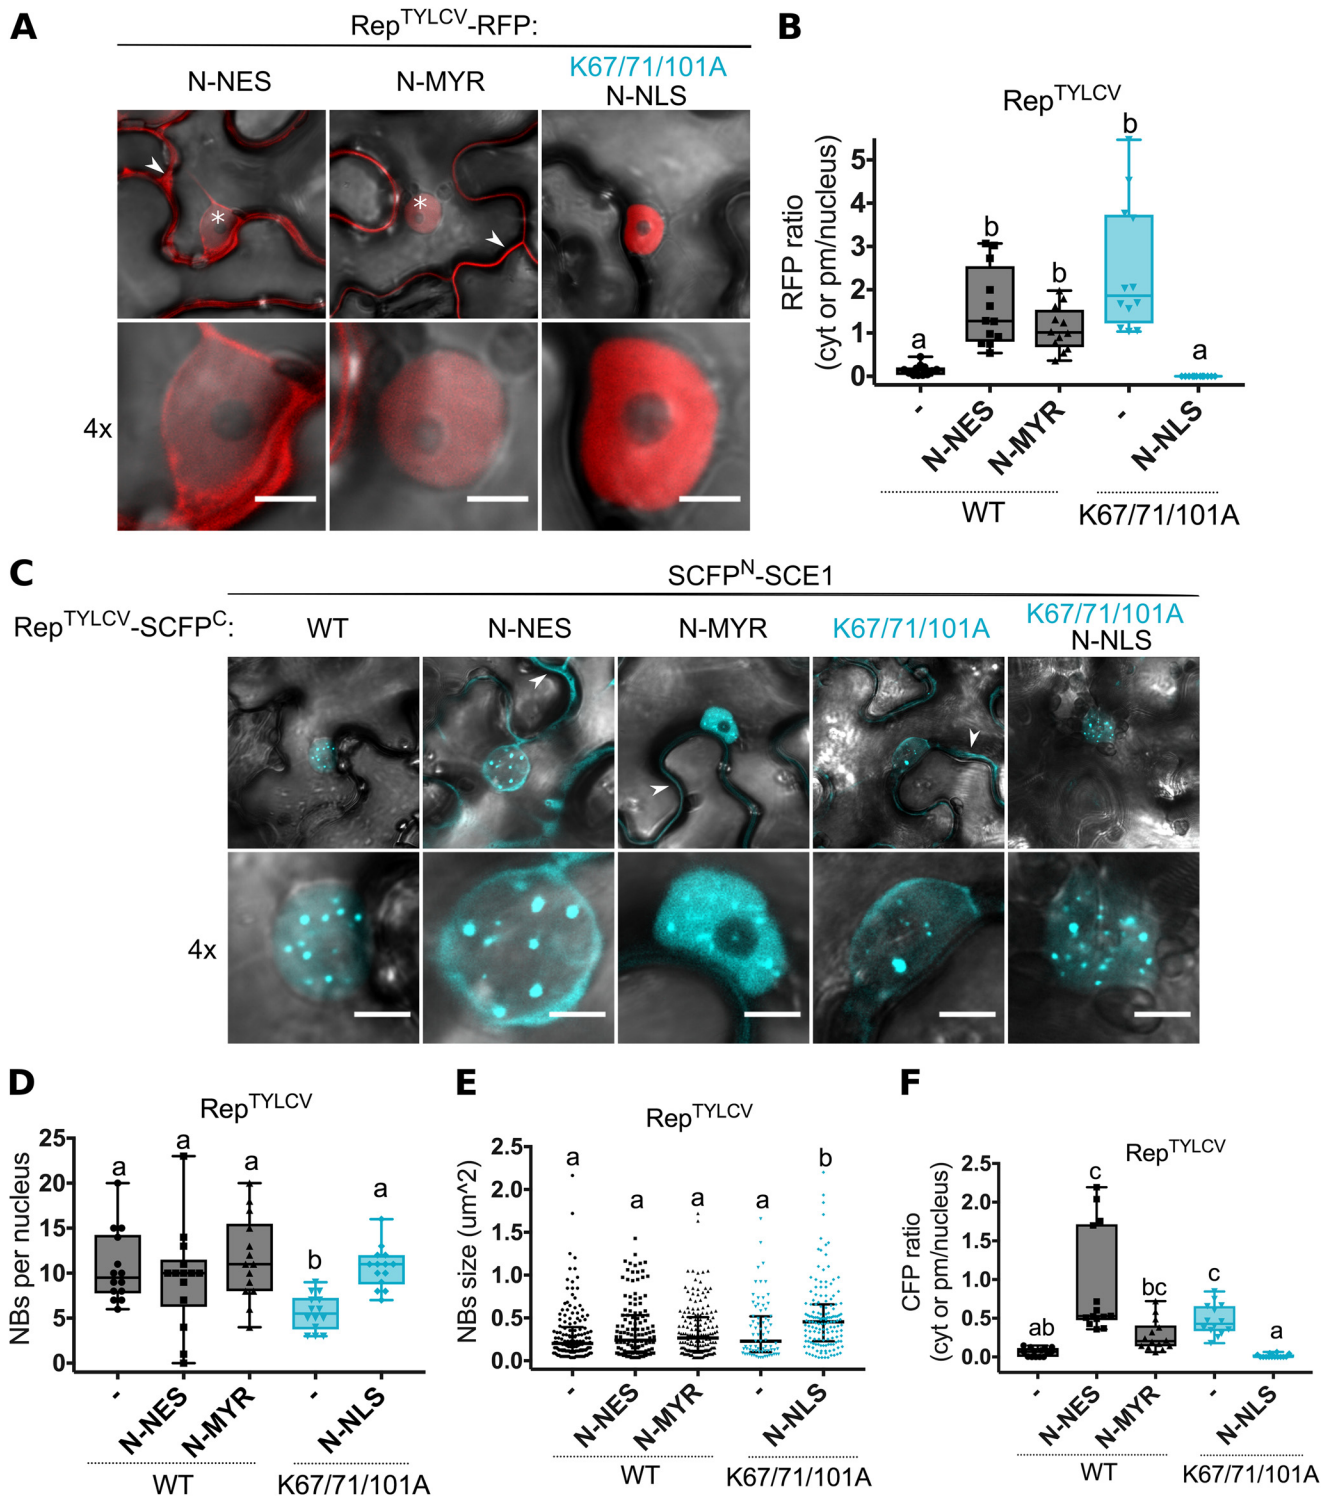 A
Rep^TYLCV-RFP:
N-NES
N-MYR
K67/71/101A
N-NLS
*
*
4x
B
Rep^TYLCV
RFP ratio
(cyt or pm/nucleus)
5
4
3
2
1
0
a
b
b
b
a
-
N-NES
N-MYR
-
N-NLS
WT
K67/71/101A
C
SCFP^N-SCE1
Rep^TYLCV-SCFP^C:
WT
N-NES
N-MYR
K67/71/101A
K67/71/101A
N-NLS
4x
D
Rep^TYLCV
NBs per nucleus
25
20
15
10
5
0
a
a
a
b
a
-
N-NES
N-MYR
-
N-NLS
WT
K67/71/101A
E
Rep^TYLCV
NBs size (um^2)
2.5
2.0
1.5
1.0
0.5
0.0
a
a
a
a
b
-
N-NES
N-MYR
-
N-NLS
WT
K67/71/101A
F
Rep^TYLCV
CFP ratio
(cyt or pm/nucleus)
2.5
2.0
1.5
1.0
0.5
0.0
ab
c
bc
c
a
-
N-NES
N-MYR
-
N-NLS
WT
K67/71/101A